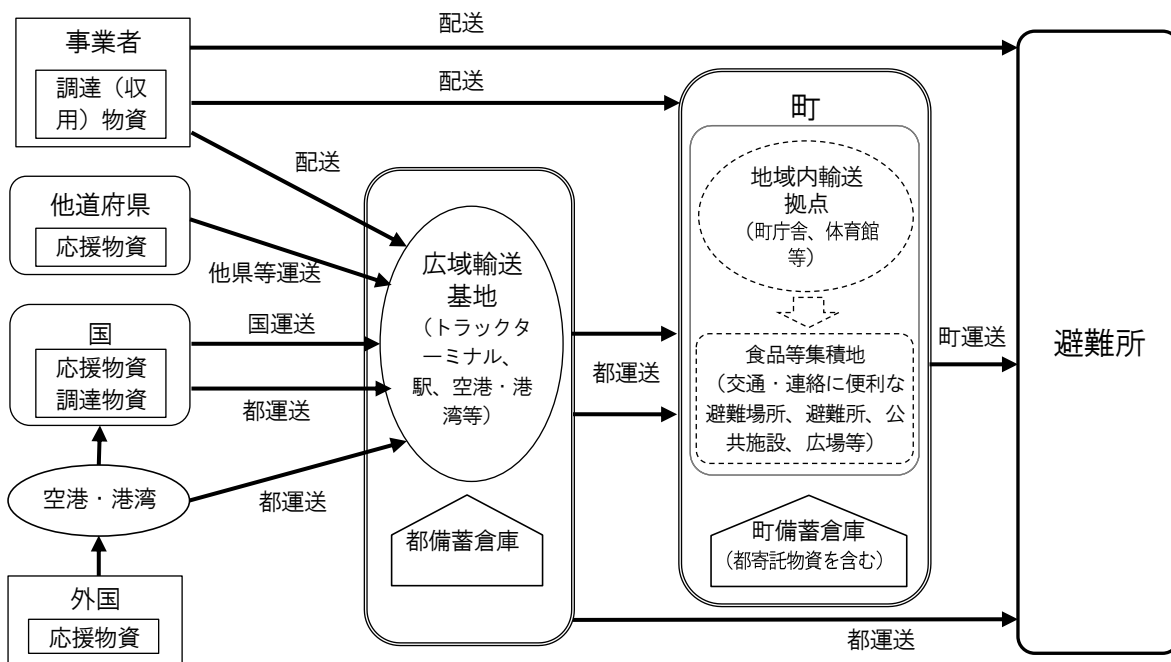 配送
事業者
調達（収
用）物資
配送
配送
他道府県
応援物資
他県等運送
国
応援物資
調達物資
国運送
都運送
空港・港湾
都運送
外国
応援物資
広域輸送
基地
（トラックタ
ーミナル、
駅、空港・港
湾等）
都備蓄倉庫
都運送
町
地域内輸送
拠点
（町庁舎、体育館
等）
食品等集積地
（交通・連絡に便利な
避難場所、避難所、公
共施設、広場等）
町備蓄倉庫
（都寄託物資を含む）
町運送
都運送
避難所